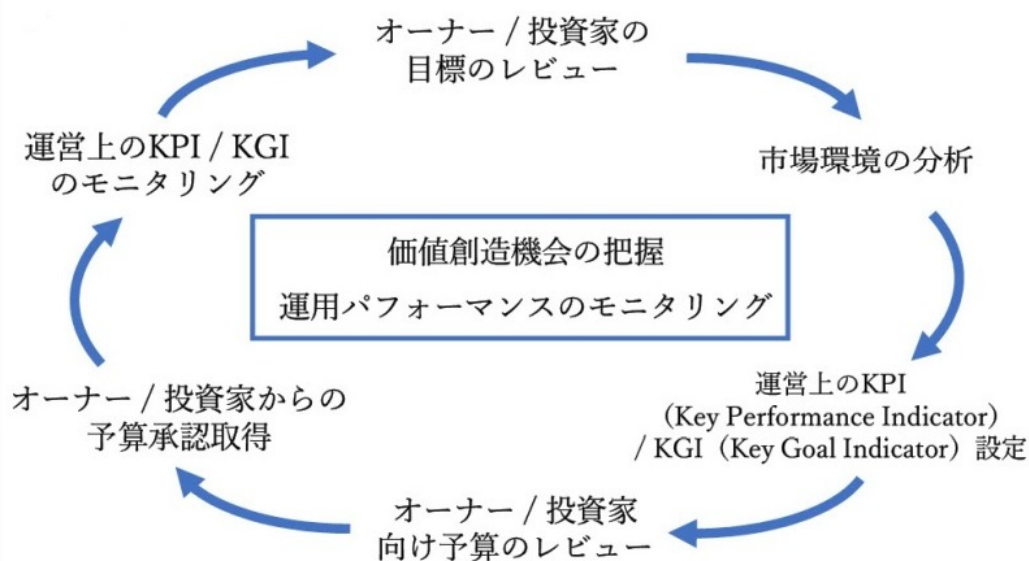 オーナー / 投資家の
目標のレビュー
市場環境の分析
運営上のKPI
（Key Performance Indicator）
/ KGI（Key Goal Indicator）設定
オーナー / 投資家
向け予算のレビュー
オーナー / 投資家からの
予算承認取得
運営上のKPI / KGI
のモニタリング
価値創造機会の把握
運用パフォーマンスのモニタリング